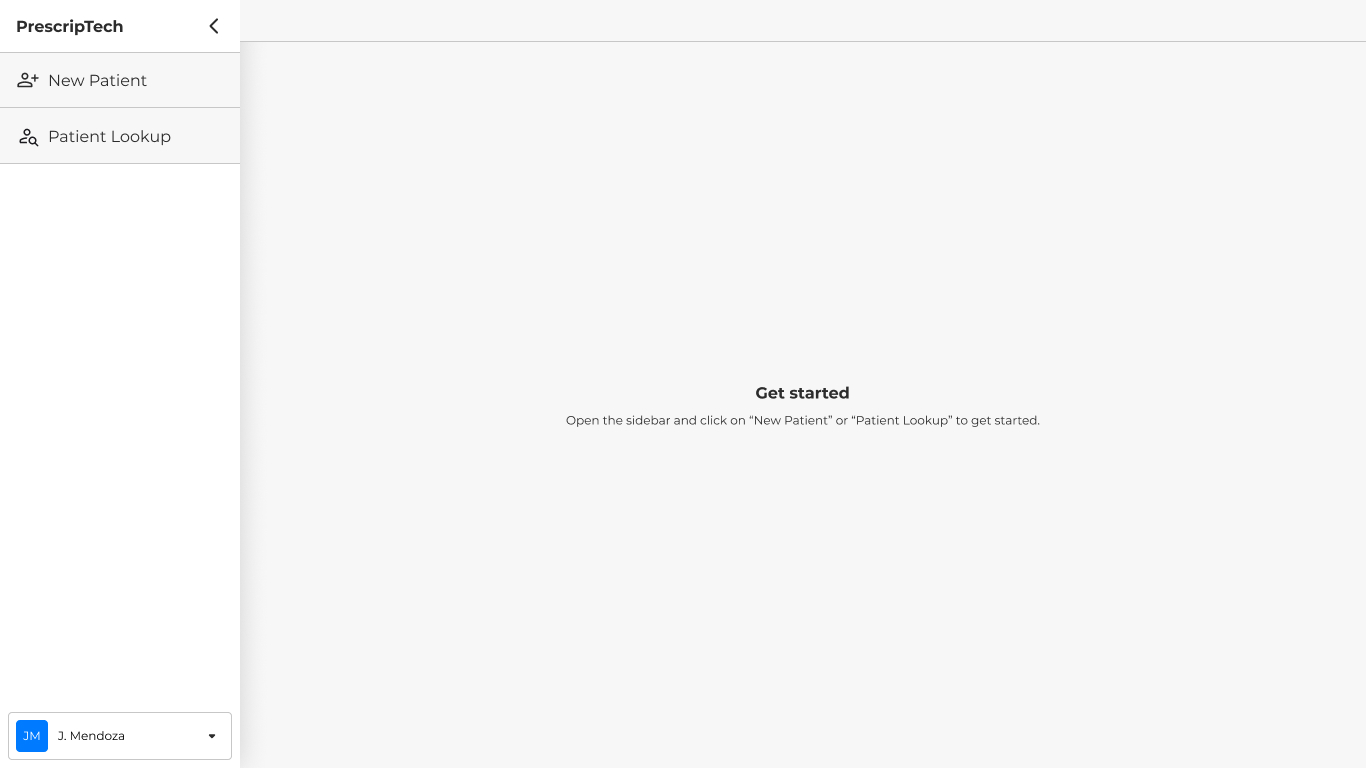 PrescripTech
New Patient
Patient Lookup
Get started
Open the sidebar and click on “New Patient” or “Patient Lookup” to get started.
JM
J. Mendoza